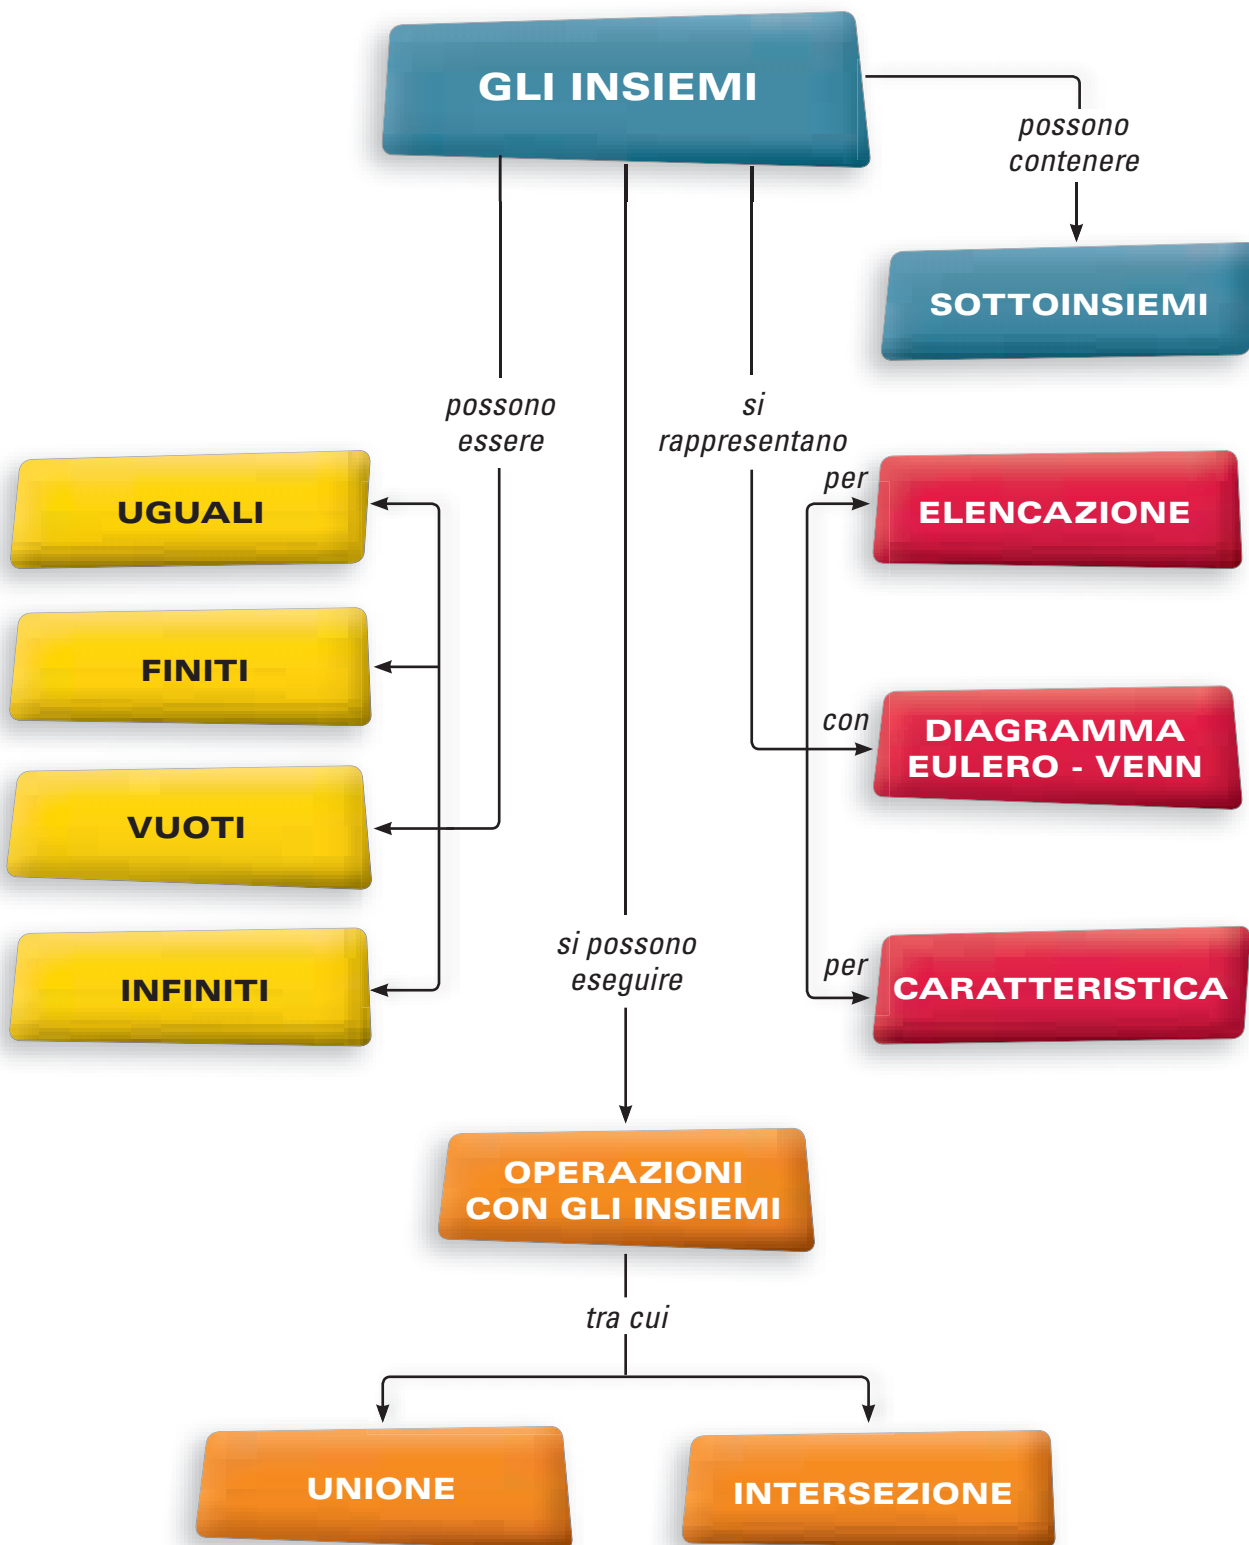 GLI INSIEMI
possono
contenere
SOTTOINSIEMI
possono
essere
si
rappresentano
UGUALI
FINITI
VUOTI
INFINITI
per
ELENCAZIONE
con
DIAGRAMMA
EULERO - VENN
per
CARATTERISTICA
si possono
eseguire
OPERAZIONI
CON GLI INSIEMI
tra cui
UNIONE
INTERSEZIONE